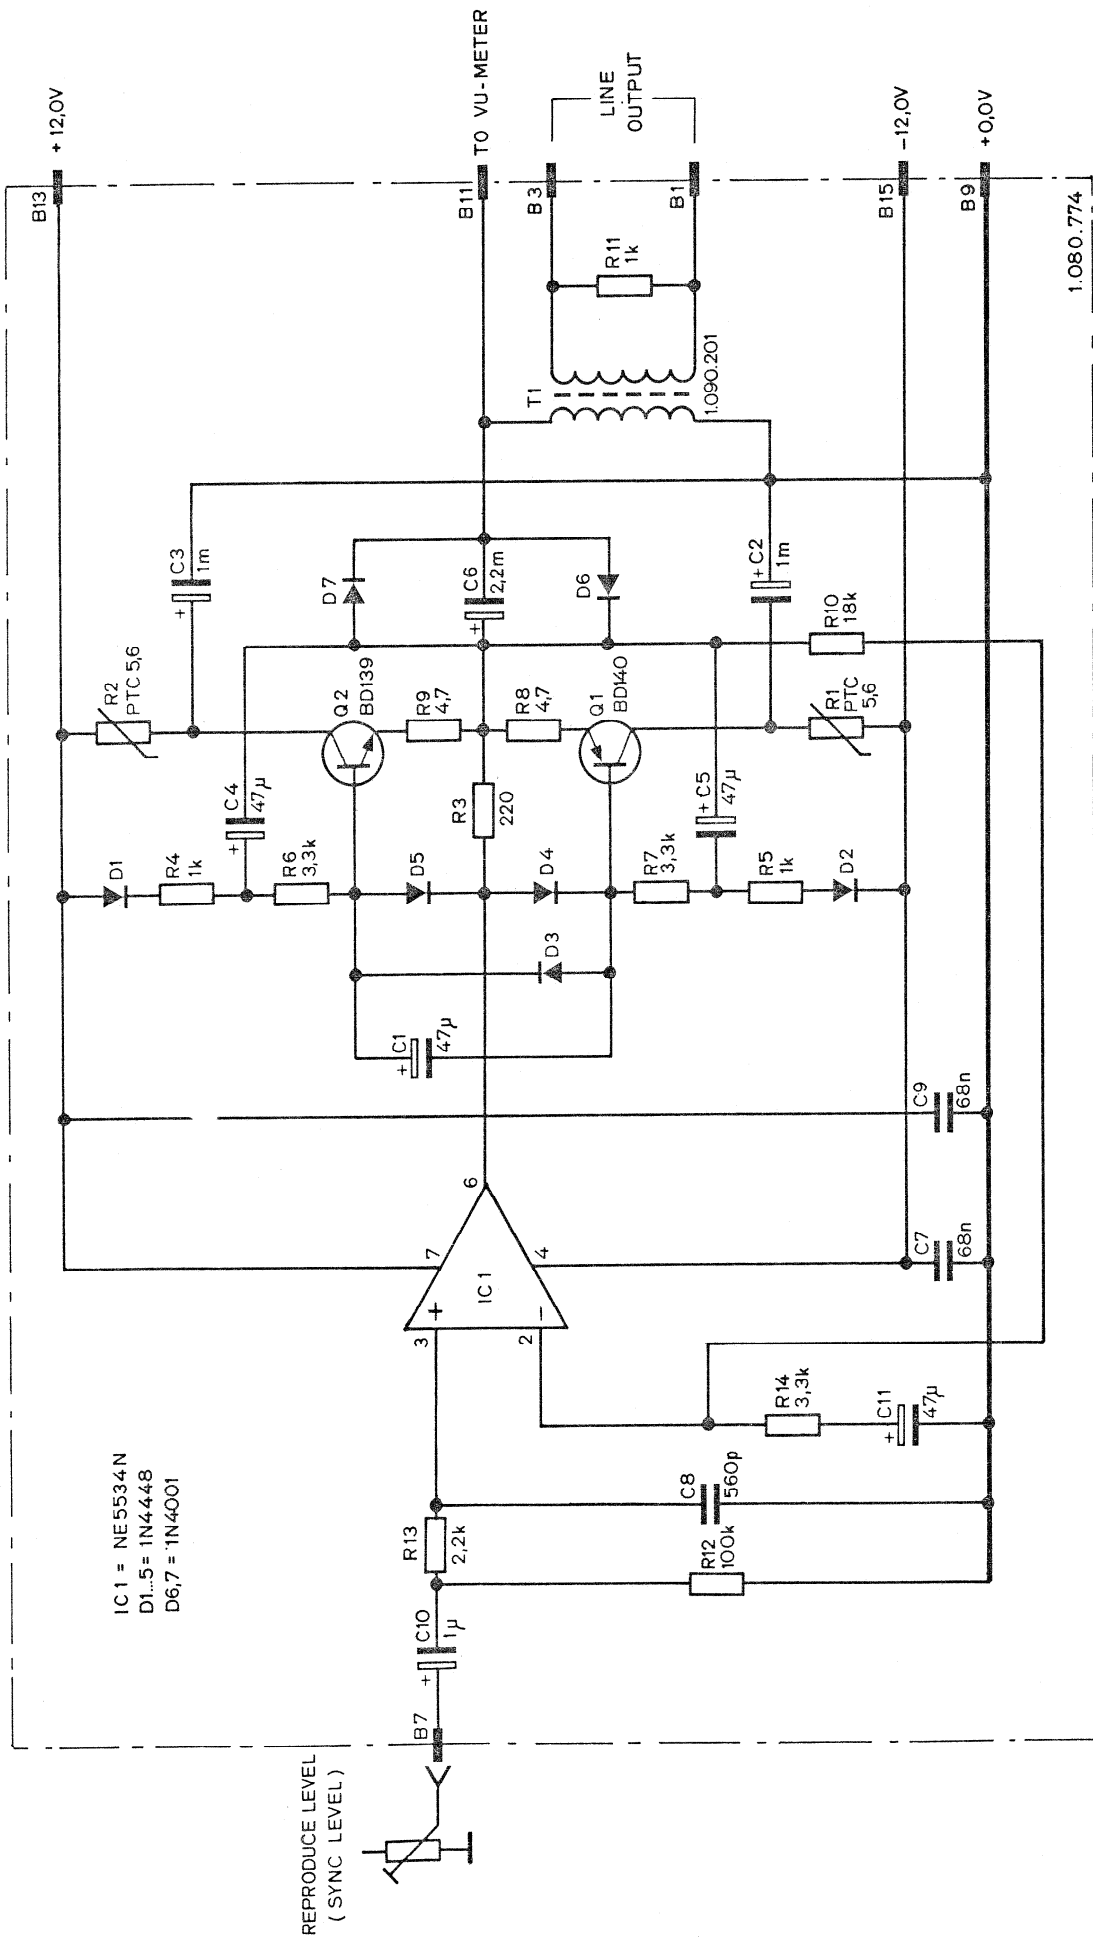 REPRODUCE LEVEL
( SYNC LEVEL )
IC1 = NE5534N
D1...5 = 1N4448
D6,7 = 1N4001
B7
+
C10
1µ
R13
2,2k
R12
100k
C8
560p
3
+
2
−
IC1
7
4
6
R14
3,3k
+
C11
47µ
C7
68n
C9
68n
+
C1
47µ
D3
D1
R4
1k
+
C4
47µ
R6
3,3k
D5
D4
R7
3,3k
+
C5
47µ
R5
1k
D2
R3
220
R2
PTC 5,6
+
C3
1m
Q2
BD139
R9
4,7
R8
4,7
Q1
BD140
R1
PTC
5,6
D7
+
C6
2,2m
D6
+
C2
1m
R10
18k
T1
1.090.201
R11
1k
B13
+12,0V
B11
TO VU-METER
B3
B1
LINE
OUTPUT
B15
-12,0V
B9
+0,0V
1.080.774